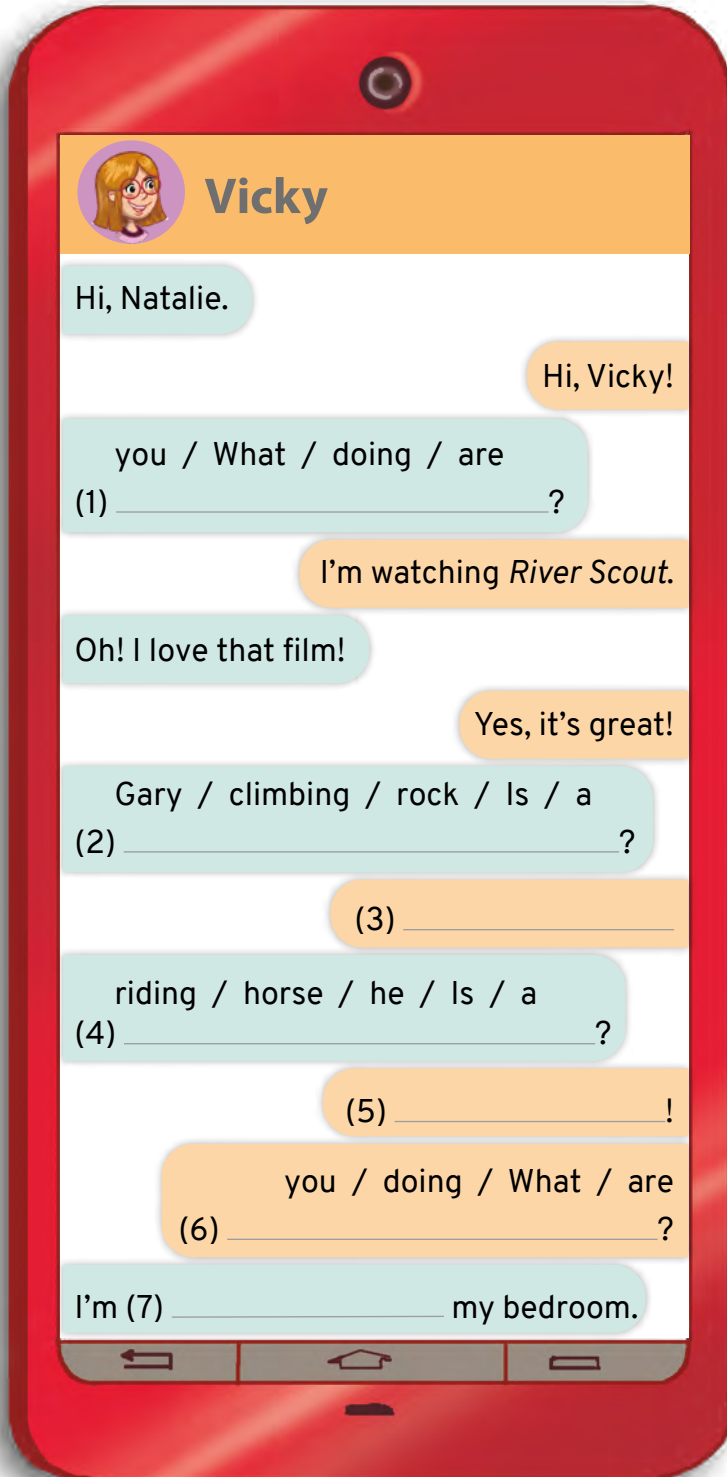 Vicky
Hi, Natalie.
Hi, Vicky!
you / What / doing / are
(1) ?
I'm watching River Scout.
Oh! I love that film!
Yes, it's great!
Gary / climbing / rock / Is / a
(2) ?
(3)
riding / horse / he / Is / a
(4) ?
(5) !
you / doing / What / are
(6) ?
I'm (7) my bedroom.